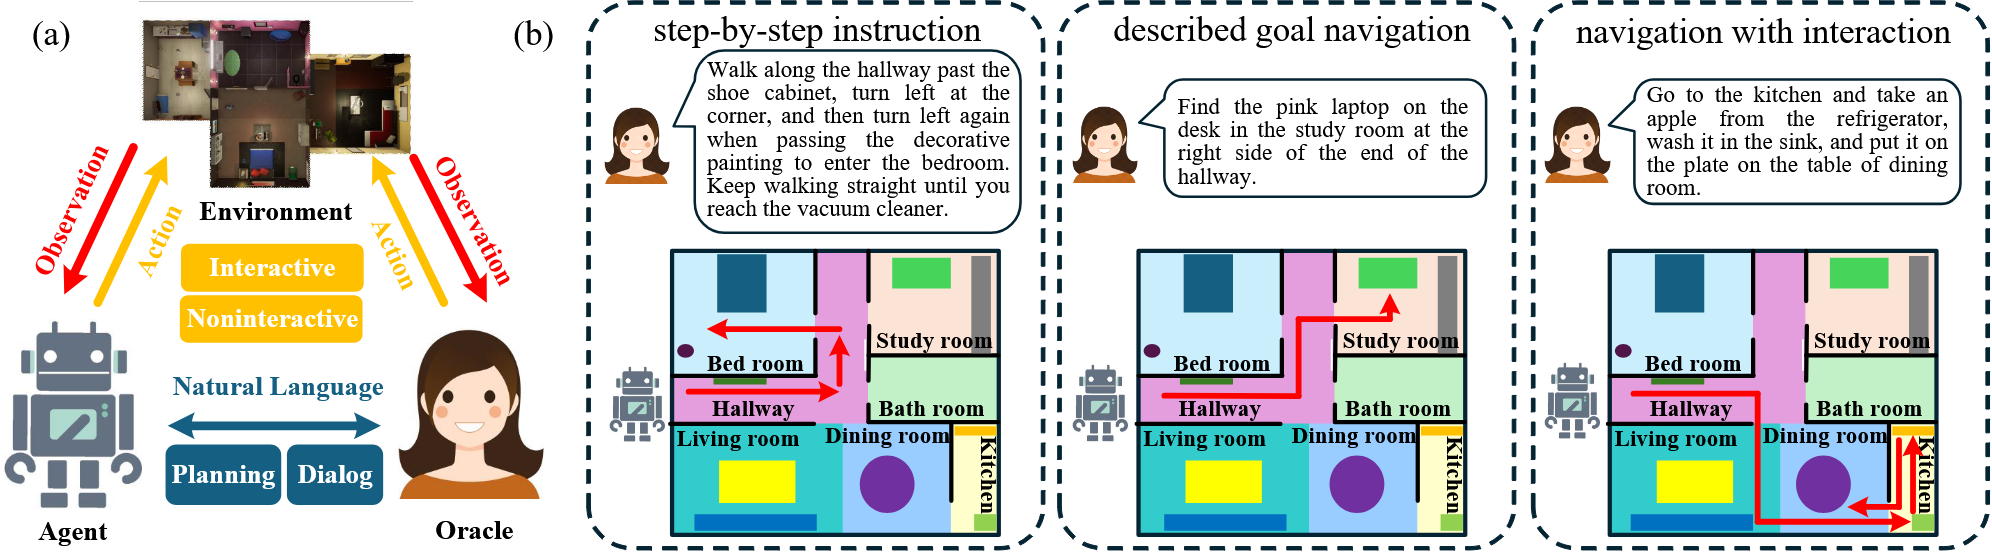 (a)
Observation
Action
Environment
Action
Observation
Interactive
Noninteractive
Natural Language
Planning
Dialog
Agent
Oracle
(b)
step-by-step instruction
Walk along the hallway past the
shoe cabinet, turn left at the
corner, and then turn left again
when passing the decorative
painting to enter the bedroom.
Keep walking straight until you
reach the vacuum cleaner.
Bed room
Study room
Hallway
Bath room
Living room
Dining room
Kitchen
described goal navigation
Find the pink laptop on the
desk in the study room at the
right side of the end of the
hallway.
Bed room
Study room
Hallway
Bath room
Living room
Dining room
Kitchen
navigation with interaction
Go to the kitchen and take an
apple from the refrigerator,
wash it in the sink, and put it on
the plate on the table of dining
room.
Bed room
Study room
Hallway
Bath room
Living room
Dining room
Kitchen